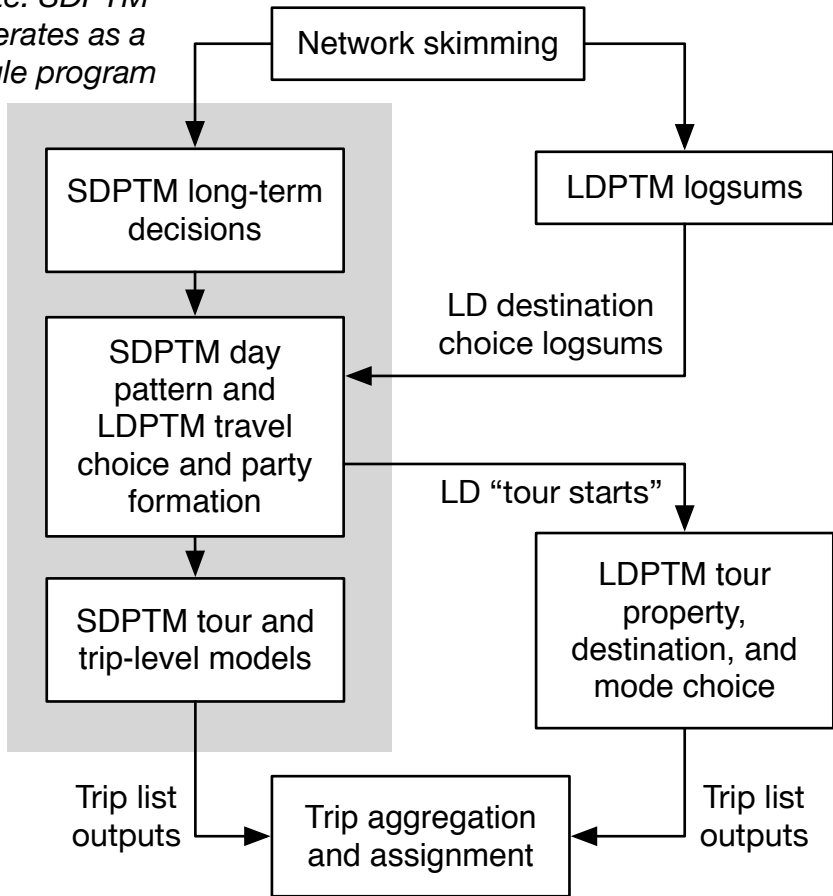 SDPTM
as a
program
Network skimming
SDPTM long-term
decisions
LDPTM logsums
LD destination
choice logsums
SDPTM day
pattern and
LDPTM travel
choice and party
formation
LD “tour starts”
SDPTM tour and
trip-level models
LDPTM tour
property,
destination, and
mode choice
Trip list
outputs
Trip aggregation
and assignment
Trip list
outputs